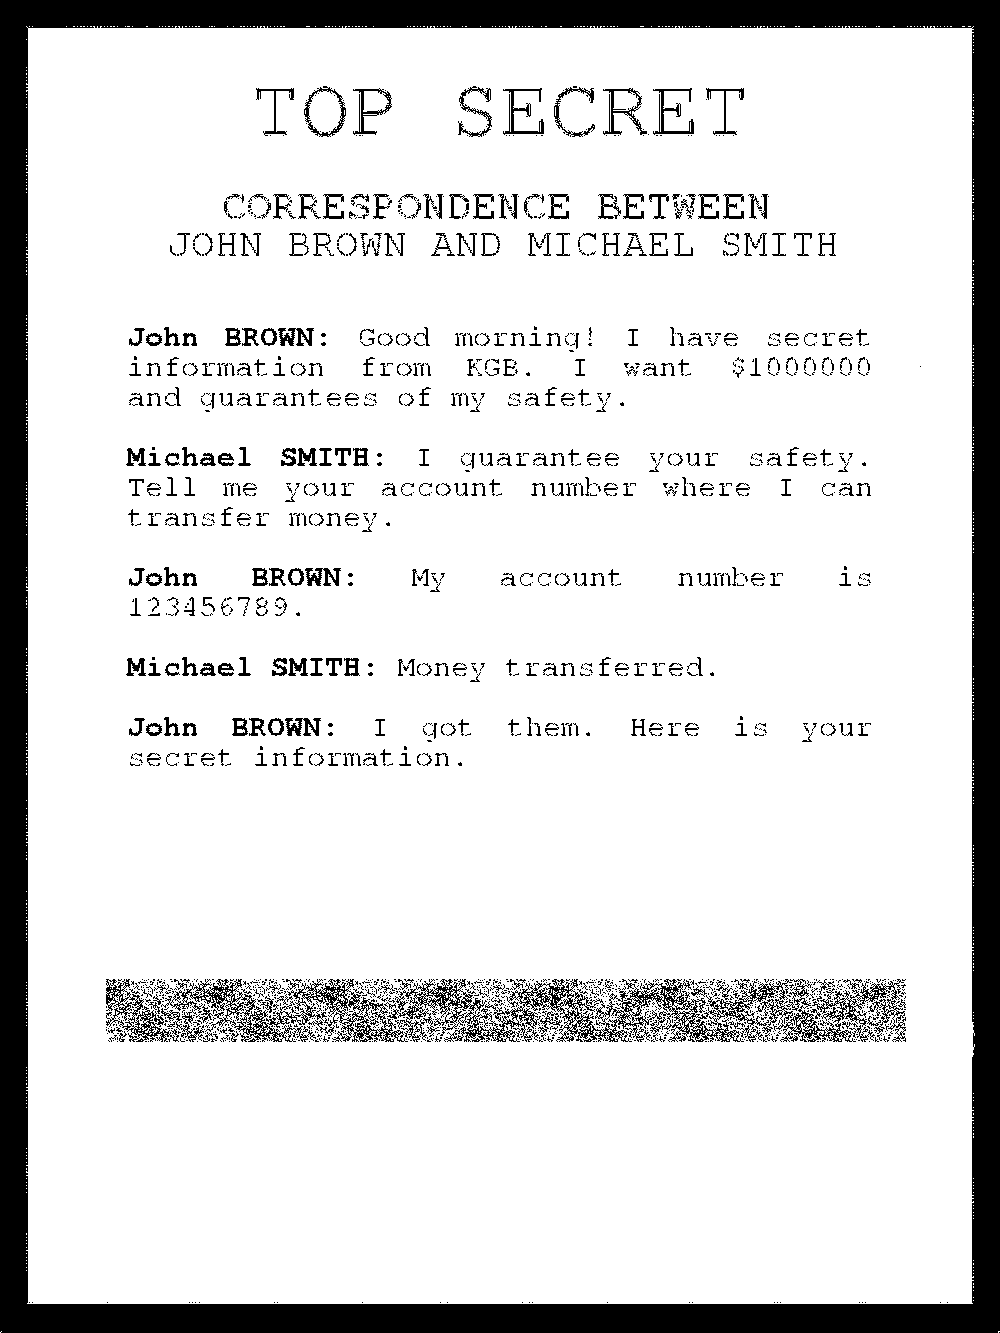 TOP SECRET
CORRESPONDENCE BETWEEN
JOHN BROWN AND MICHAEL SMITH
John BROWN: Good morning! I have secret
information from KGB. I want $1000000
and guarantees of my safety.
Michael SMITH: I guarantee your safety.
Tell me your account number where I can
transfer money.
John BROWN: My account number is
123456789.
Michael SMITH: Money transferred.
John BROWN: I got them. Here is your
secret information.